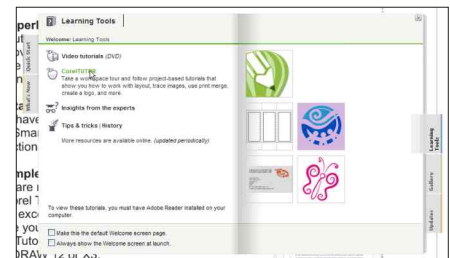 Learning Tools
Welcome: Learning Tools
Video tutorials (DVD)
CorelTUTOR
Take a workspace tour and follow project-based tutorials that
show you how to work with layout, trace images, use print merge,
create a logo, and more.
Insights from the experts
Tips & tricks | History
More resources are available online. (updated periodically)
To view these tutorials, you must have Adobe Reader installed on your
computer.
Make this the default Welcome screen page.
Always show the Welcome screen at launch.
Quick Start
What's New
Learning
Tools
Gallery
Updates
have